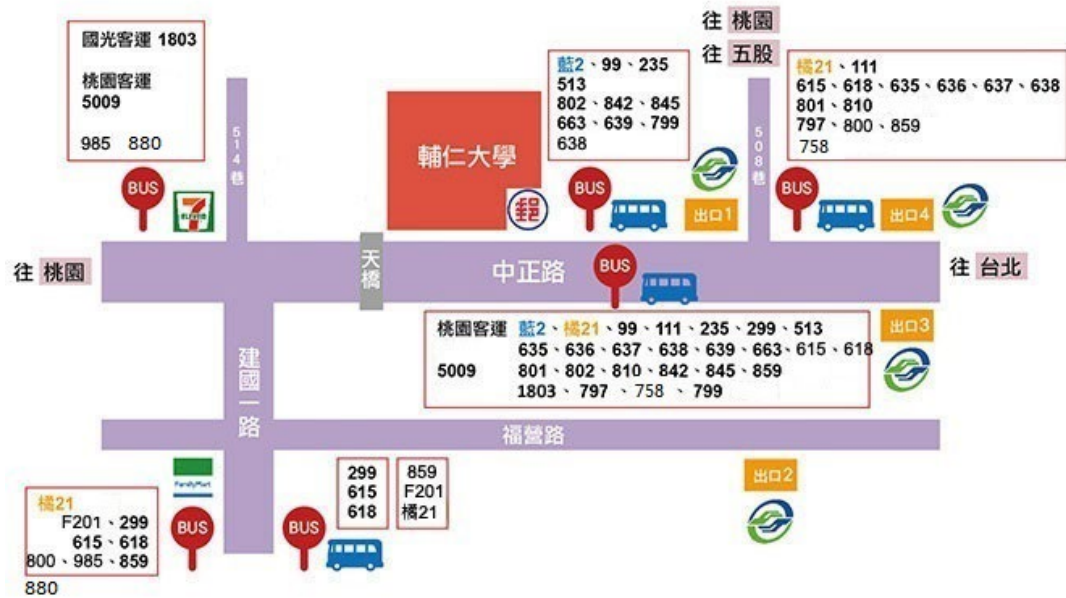 國光客運 1803
桃園客運
5009
985 880
BUS
7
ELEVEN
514巷
輔仁大學
郵
藍2、99、235
513
802、842、845
663、639、799
638
BUS
出口1
往 桃園
往 五股
508巷
橘21、111
615、618、635、636、637、638
801、810
797、800、859
758
BUS
出口4
往 桃園
天橋
中正路
BUS
往 台北
桃園客運 藍2、橘21、99、111、235、299、513
635、636、637、638、639、663、615、618
5009 801、802、810、842、845、859
1803、797、758、799
出口3
建國一路
福營路
FamilyMart
橘21
F201、299
615、618
800、985、859
880
BUS
BUS
299
615
618
859
F201
橘21
出口2